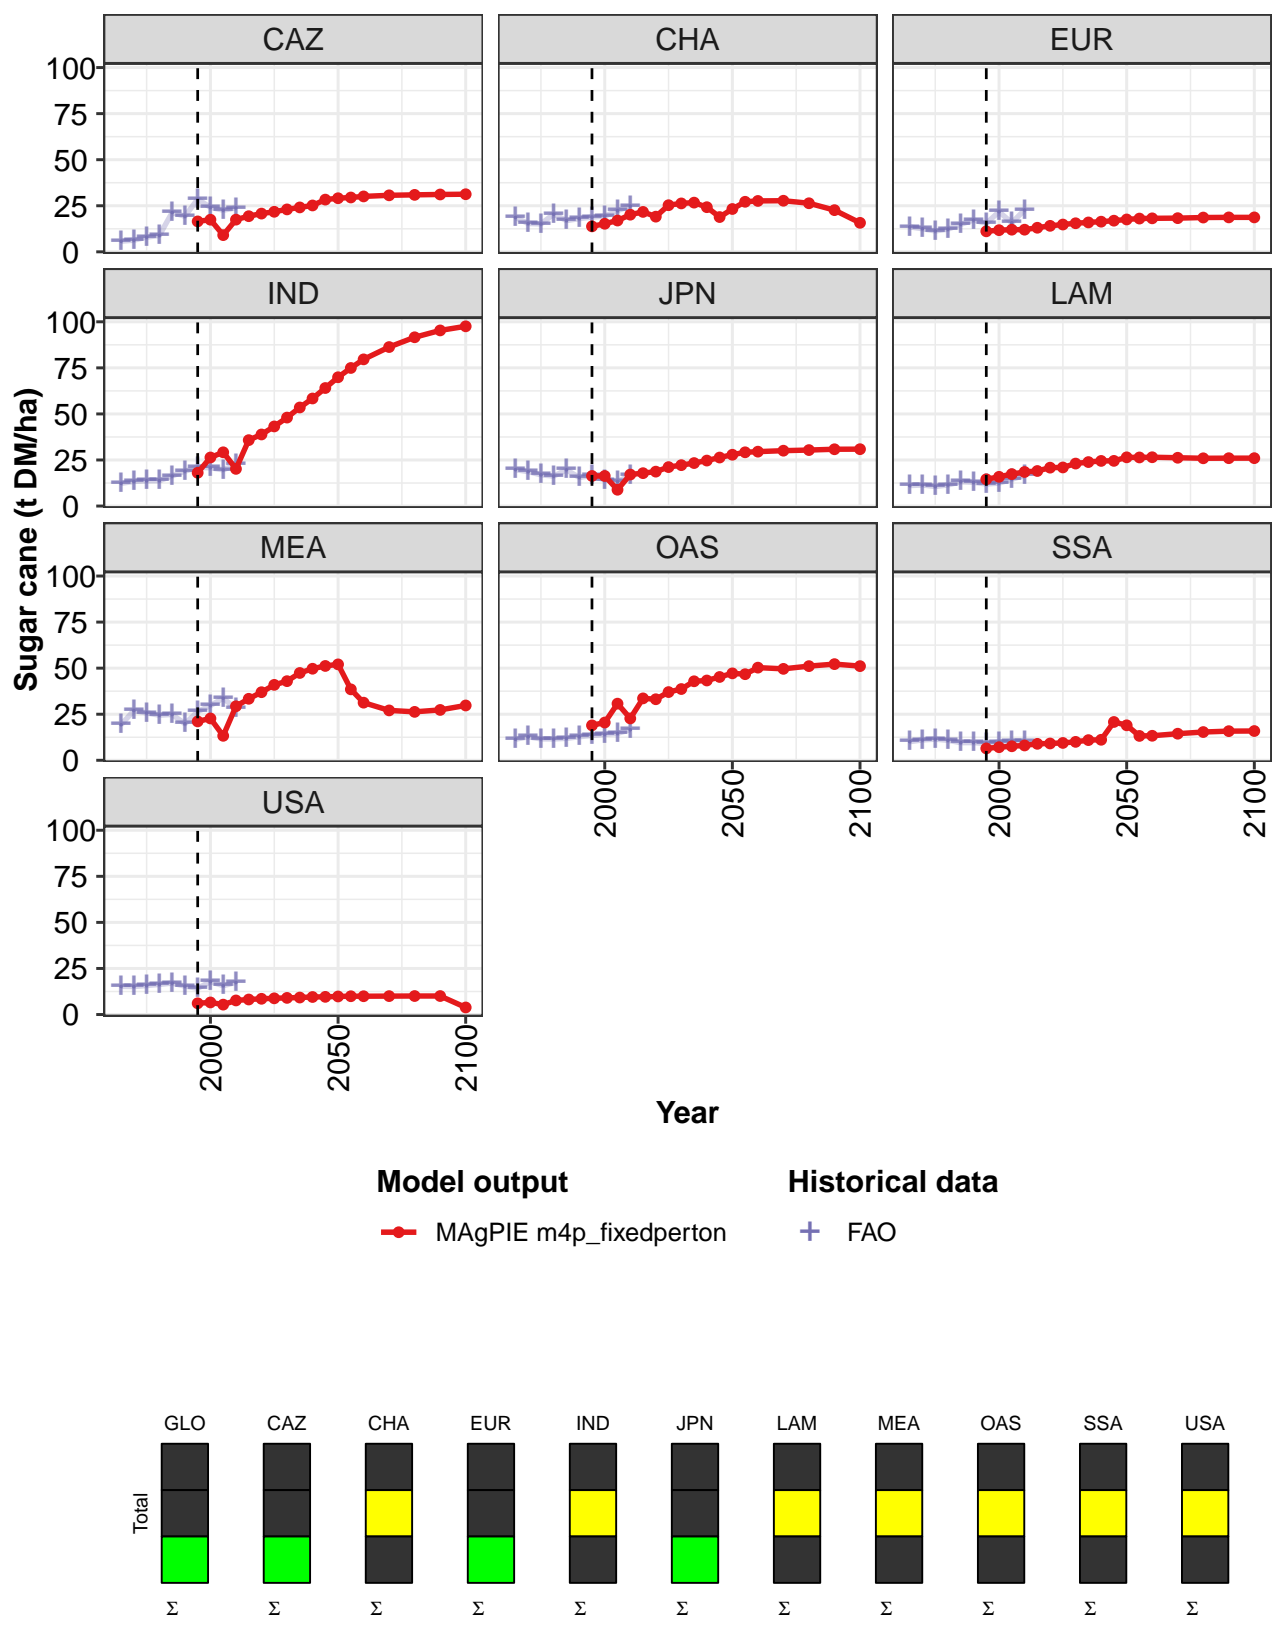 CAZ CHA EUR
100
75
50
25
0
IND JPN LAM
100
75
50
25
0
MEA OAS SSA
100
75
50
25
0
2000 2050 2100 2000 2050 2100
USA
100
75
50
25
0
2000 2050 2100
Sugar cane (t DM/ha)
Year
Model output Historical data
MAgPIE m4p_fixedperton FAO
GLO CAZ CHA EUR IND JPN LAM MEA OAS SSA USA
Total
Σ Σ Σ Σ Σ Σ Σ Σ Σ Σ Σ